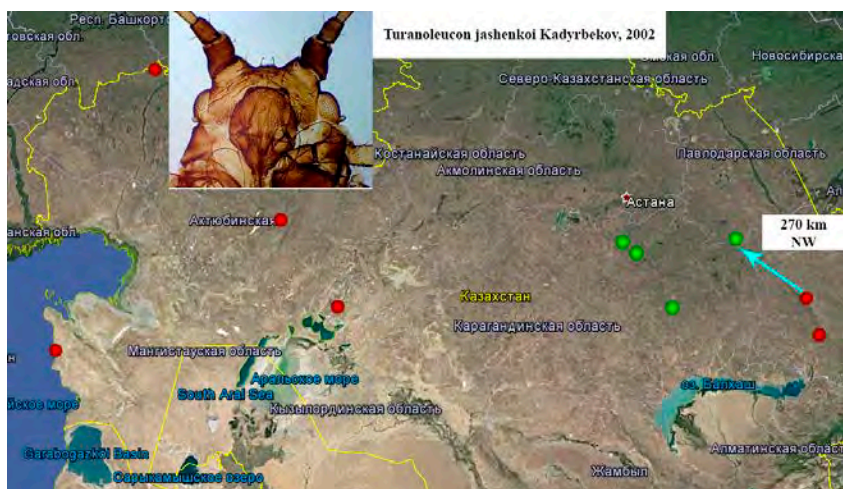 Респ. Башкорто
Turanoleucon jashenkoi Kadyrbekov, 2002
Новосибирска
Северо-Казахстанская область
Костанайская область
Павлодарская область
Акмолинская область
Астана
Актюбинская
270 km
NW
Казахстан
Карагандинская область
Мангистауская область
Аральское море
South Aral Sea
оз. Балхаш
Кызылординская область
Garabogazköl Basin
Алматинская област
Сарыкамышское озеро
Жамбыл